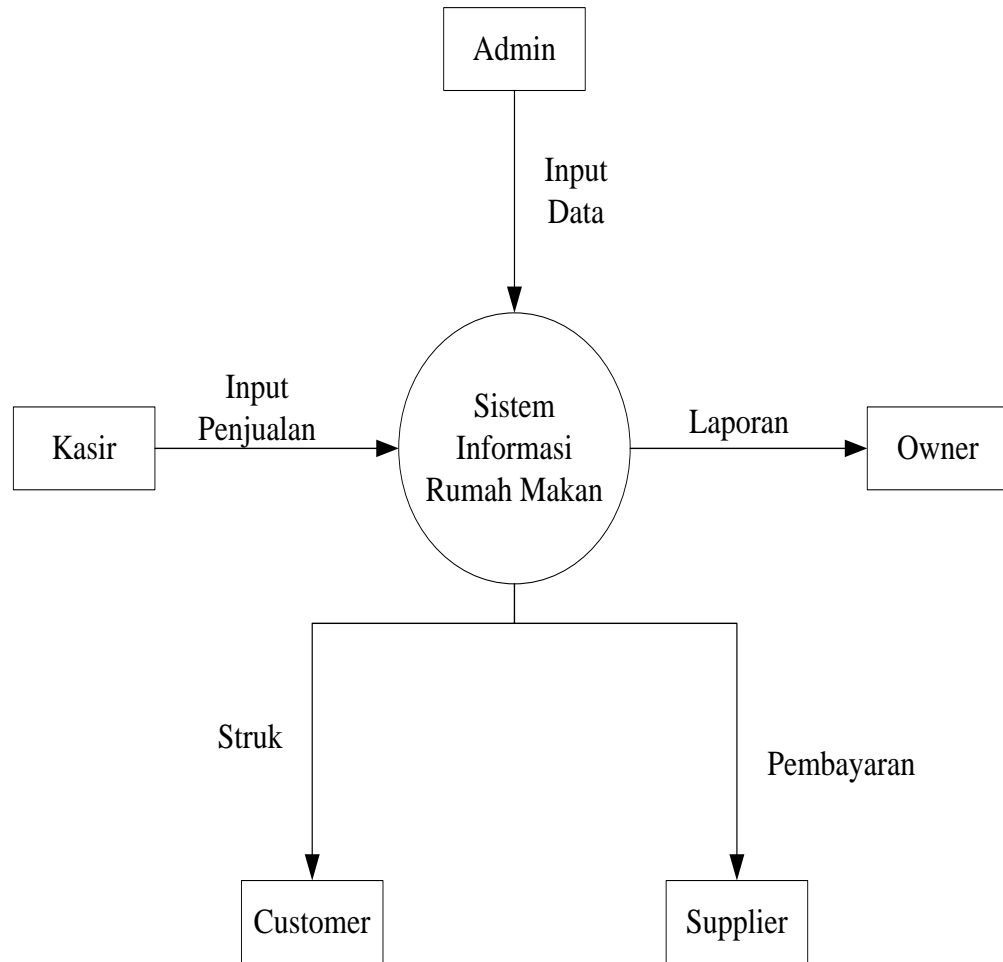 Admin
Input
Data
Input
Penjualan
Kasir
Sistem
Informasi
Rumah Makan
Laporan
Owner
Struk
Pembayaran
Customer
Supplier